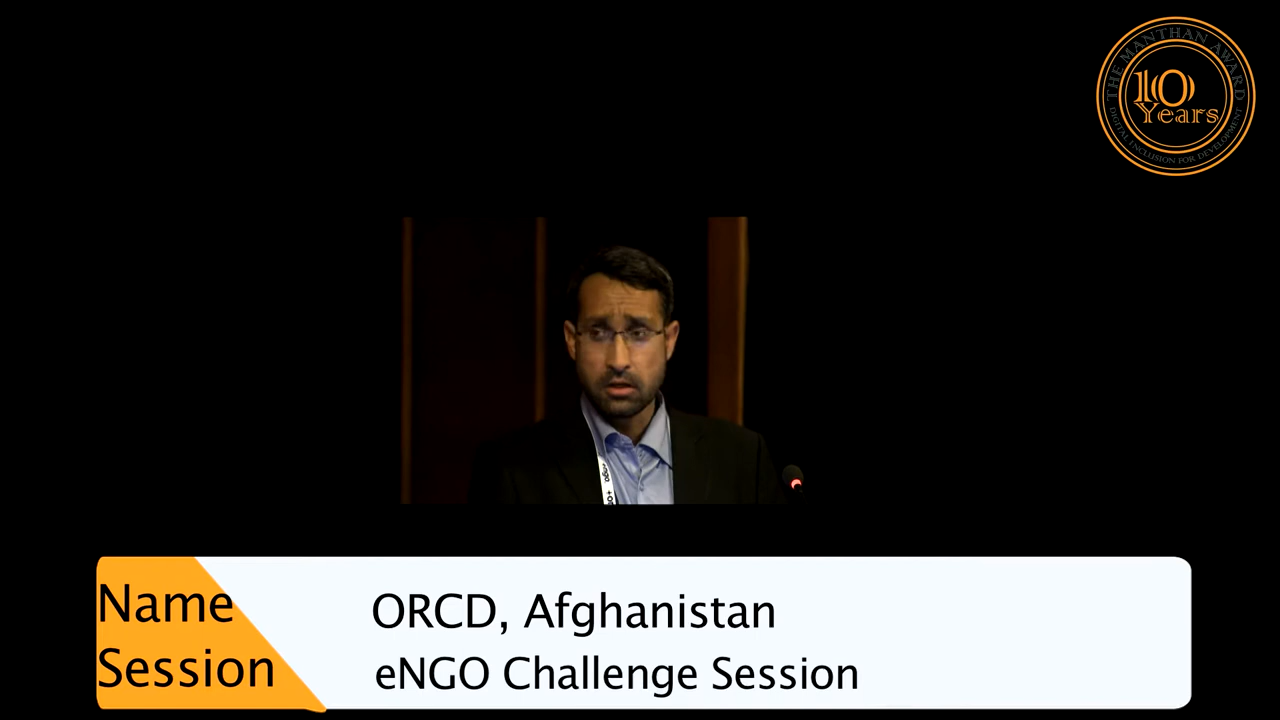 THE MANTHAN AWARD
10
Years
DIGITAL INCLUSION FOR DEVELOPMENT
Name
ORCD, Afghanistan
Session
eNGO Challenge Session